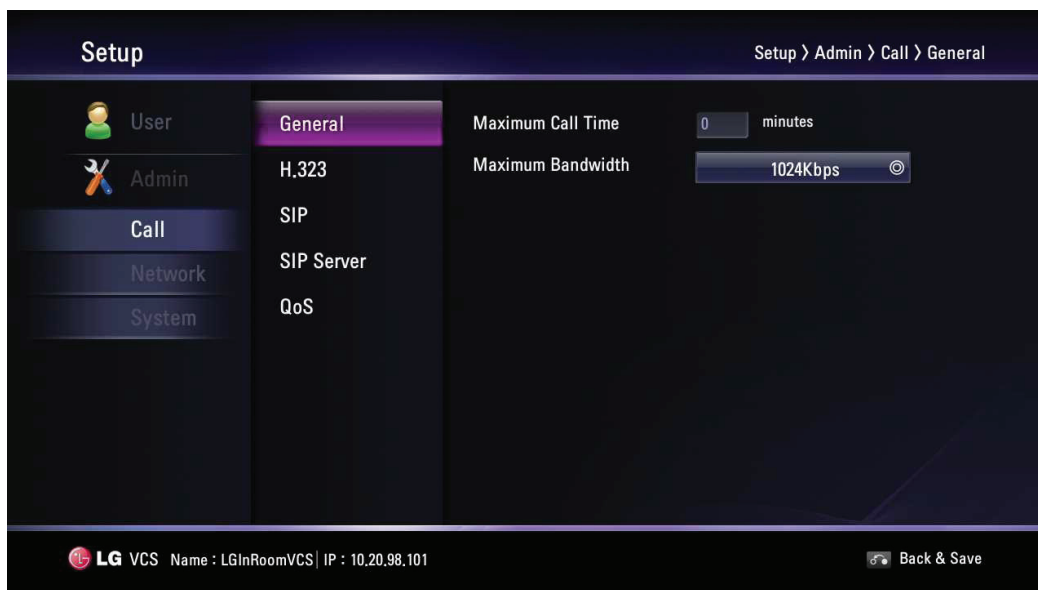 Setup
Setup > Admin > Call > General
User
Admin
Call
Network
System
General
H.323
SIP
SIP Server
QoS
Maximum Call Time 0 minutes
Maximum Bandwidth 1024Kbps
LG VCS Name : LGInRoomVCS | IP : 10.20.98.101
Back & Save